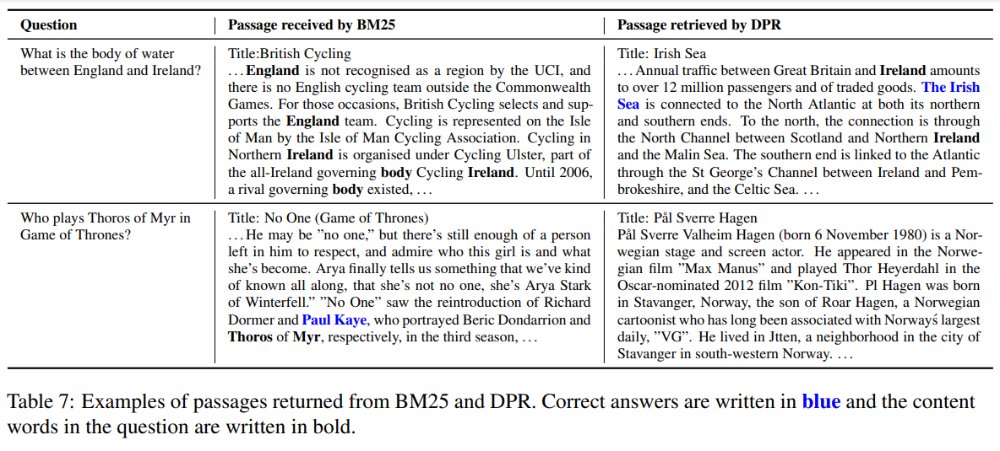 Question Passage received by BM25 Passage retrieved by DPR
What is the body of water
between England and Ireland?
Title:British Cycling
...England is not recognised as a region by the UCI, and
there is no English cycling team outside the Commonwealth
Games. For those occasions, British Cycling selects and sup-
ports the England team. Cycling is represented on the Isle
of Man by the Isle of Man Cycling Association. Cycling in
Northern Ireland is organised under Cycling Ulster, part of
the all-Ireland governing body Cycling Ireland. Until 2006,
a rival governing body existed, ...
Title: Irish Sea
...Annual traffic between Great Britain and Ireland amounts
to over 12 million passengers and of traded goods. The Irish
Sea is connected to the North Atlantic at both its northern
and southern ends. To the north, the connection is through
the North Channel between Scotland and Northern Ireland
and the Malin Sea. The southern end is linked to the Atlantic
through the St George's Channel between Ireland and Pem-
brokeshire, and the Celtic Sea. ...
Who plays Thoros of Myr in
Game of Thrones?
Title: No One (Game of Thrones)
...He may be ”no one,” but there's still enough of a person
left in him to respect, and admire who this girl is and what
she's become. Arya finally tells us something that we've kind
of known all along, that she's not no one, she's Arya Stark
of Winterfell.” ”No One” saw the reintroduction of Richard
Dormer and Paul Kaye, who portrayed Beric Dondarrion and
Thoros of Myr, respectively, in the third season, ...
Title: Pål Sverre Hagen
Pål Sverre Valheim Hagen (born 6 November 1980) is a Nor-
wegian stage and screen actor. He appeared in the Norwe-
gian film ”Max Manus” and played Thor Heyerdahl in the
Oscar-nominated 2012 film ”Kon-Tiki”. Pl Hagen was born
in Stavanger, Norway, the son of Roar Hagen, a Norwegian
cartoonist who has long been associated with Norwayś largest
daily, ”VG”. He lived in Jtten, a neighborhood in the city of
Stavanger in south-western Norway. ...
Table 7: Examples of passages returned from BM25 and DPR. Correct answers are written in blue and the content
words in the question are written in bold.